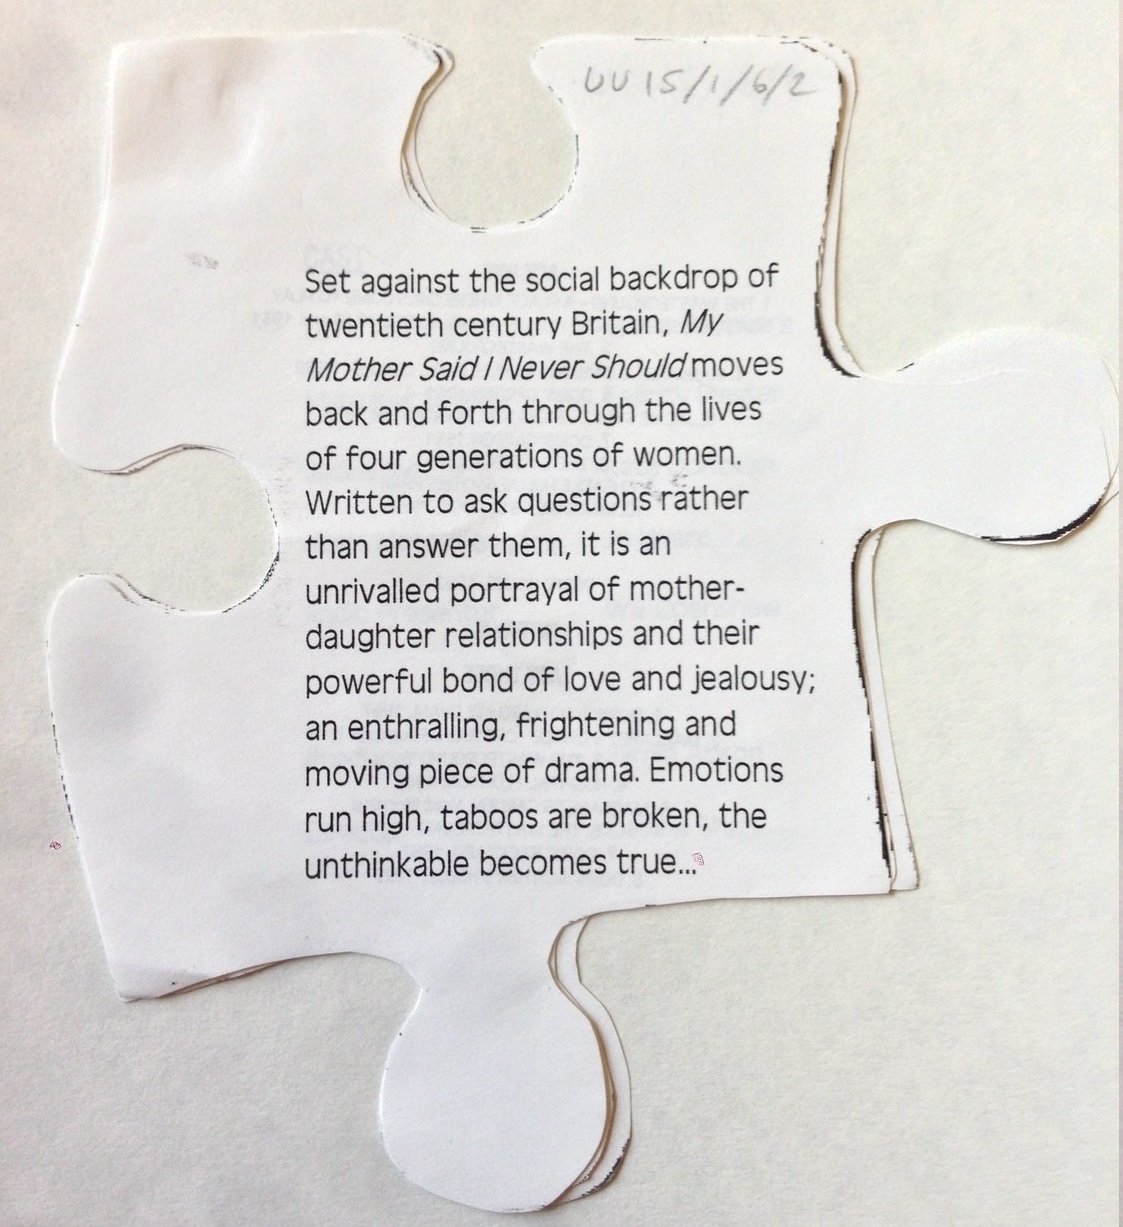 UU 15/1/6/2
Set against the social backdrop of
twentieth century Britain, My
Mother Said I Never Should moves
back and forth through the lives
of four generations of women.
Written to ask questions rather
than answer them, it is an
unrivalled portrayal of mother-
daughter relationships and their
powerful bond of love and jealousy;
an enthralling, frightening and
moving piece of drama. Emotions
run high, taboos are broken, the
unthinkable becomes true...